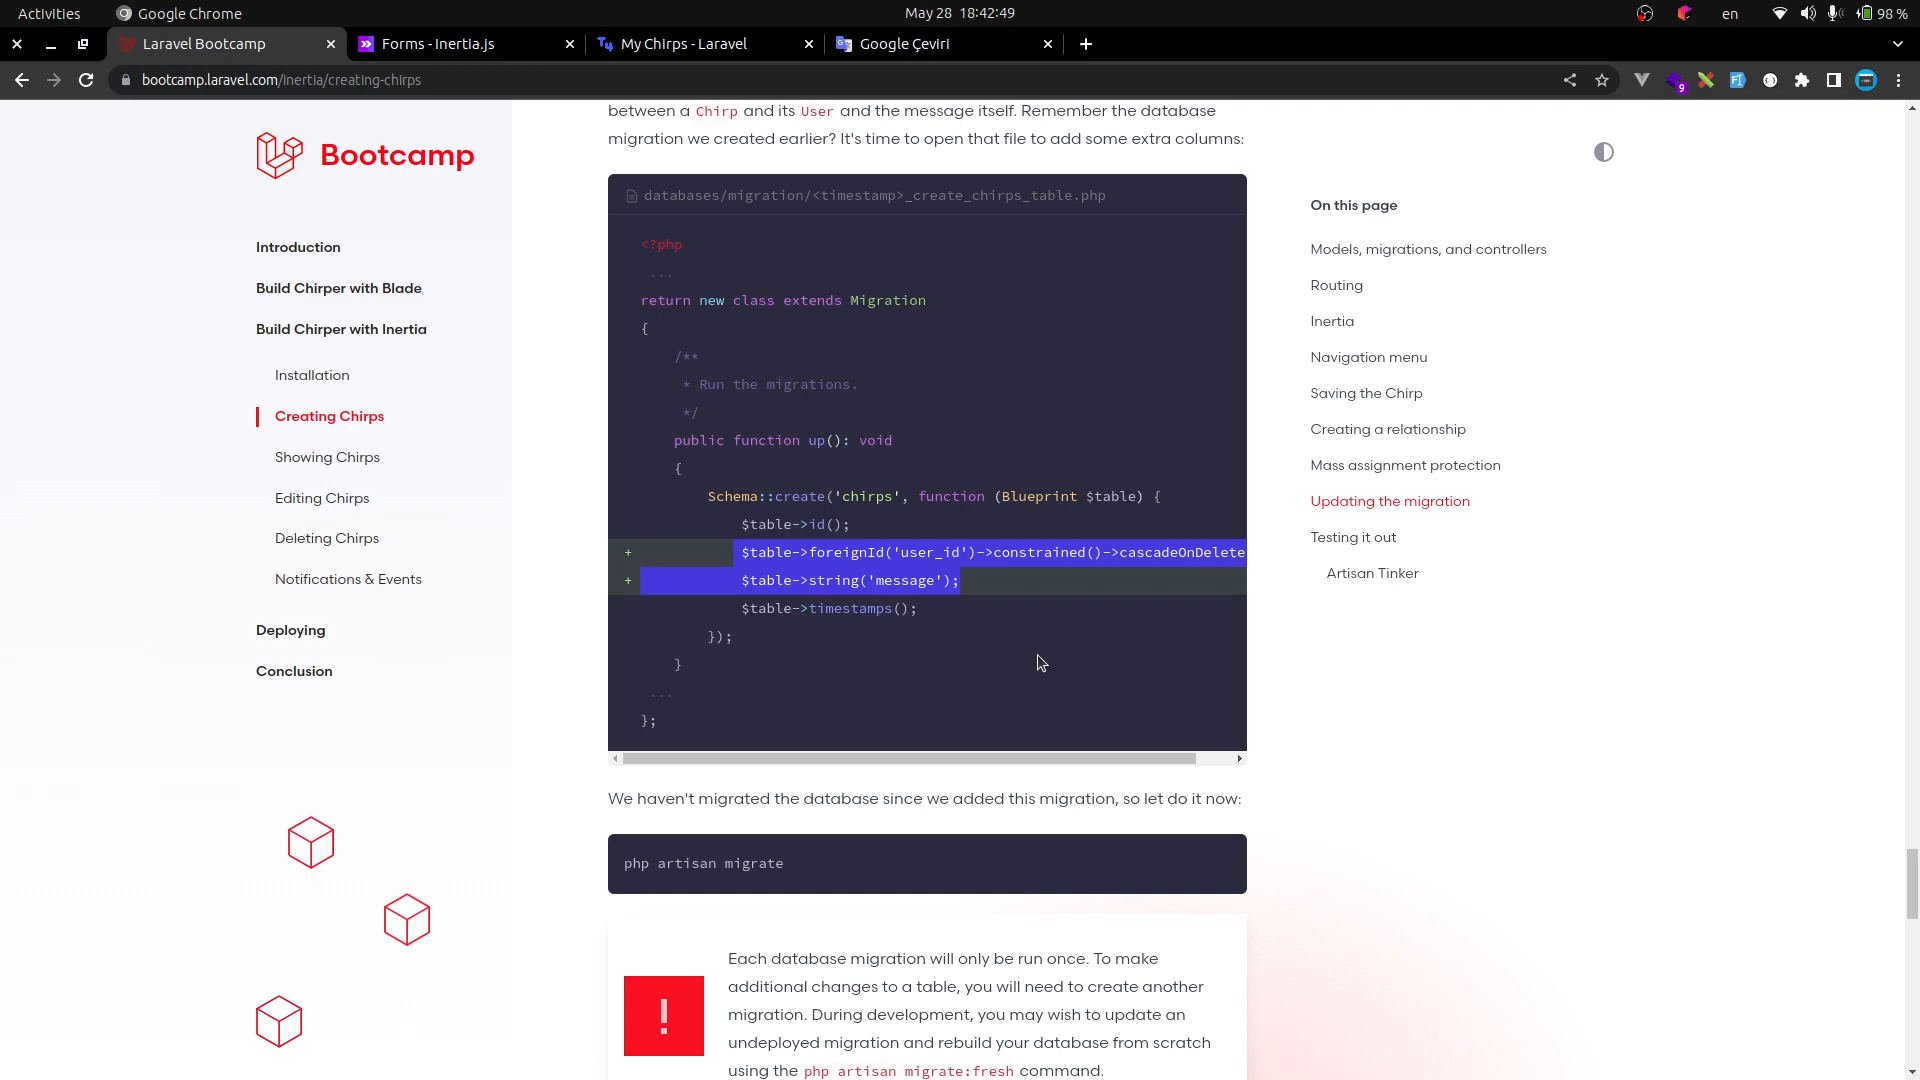 Activities
Google Chrome
May 28 18:42:49
en
98 %
Laravel Bootcamp
Forms - Inertia.js
My Chirps - Laravel
Google Çeviri
bootcamp.laravel.com/inertia/creating-chirps
9
Bootcamp
Introduction
Build Chirper with Blade
Build Chirper with Inertia
Installation
Creating Chirps
Showing Chirps
Editing Chirps
Deleting Chirps
Notifications & Events
Deploying
Conclusion
between a Chirp and its User and the message itself. Remember the database
migration we created earlier? It's time to open that file to add some extra columns:
databases/migration/<timestamp>_create_chirps_table.php
<?php
...
return new class extends Migration
{
/**
* Run the migrations.
*/
public function up(): void
{
Schema::create('chirps', function (Blueprint $table) {
$table->id();
+ $table->foreignId('user_id')->constrained()->cascadeOnDelete
+ $table->string('message');
$table->timestamps();
});
}
...
};
We haven't migrated the database since we added this migration, so let do it now:
php artisan migrate
!
Each database migration will only be run once. To make
additional changes to a table, you will need to create another
migration. During development, you may wish to update an
undeployed migration and rebuild your database from scratch
using the php artisan migrate:fresh command.
On this page
Models, migrations, and controllers
Routing
Inertia
Navigation menu
Saving the Chirp
Creating a relationship
Mass assignment protection
Updating the migration
Testing it out
Artisan Tinker